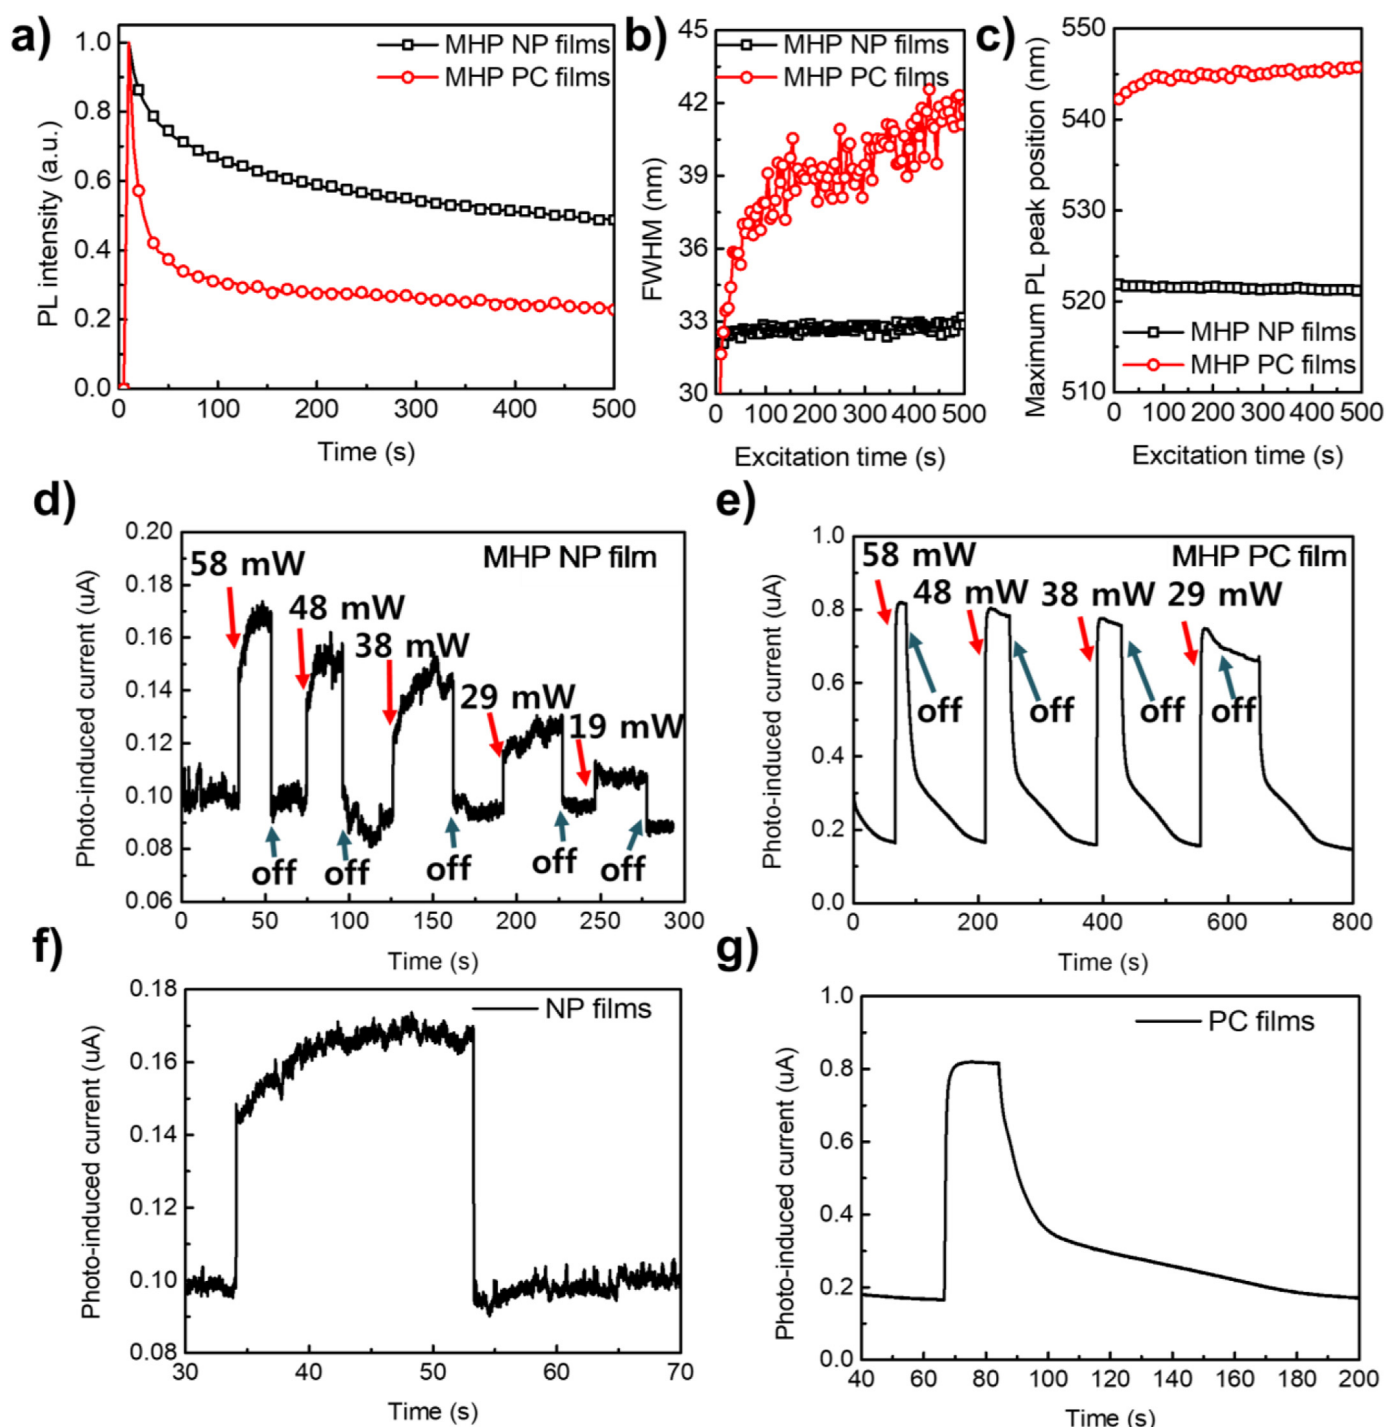 a)
PL intensity (a.u.)
1.0
0.8
0.6
0.4
0.2
0.0
0 100 200 300 400 500
Time (s)
MHP NP films
MHP PC films
b)
FWHM (nm)
45
42
39
36
33
30
0 100 200 300 400 500
Excitation time (s)
MHP NP films
MHP PC films
c)
Maximum PL peak position (nm)
550
540
530
520
510
0 100 200 300 400 500
Excitation time (s)
MHP NP films
MHP PC films
d)
Photo-induced current (uA)
0.20
0.18
0.16
0.14
0.12
0.10
0.08
0.06
0 50 100 150 200 250 300
Time (s)
MHP NP film
58 mW
48 mW
38 mW
29 mW
19 mW
off
off
off
off
off
e)
Photo-induced current (uA)
1.0
0.8
0.6
0.4
0.2
0.0
0 200 400 600 800
Time (s)
MHP PC film
58 mW
48 mW
38 mW
29 mW
off
off
off
off
f)
Photo-induced current (uA)
0.18
0.16
0.14
0.12
0.10
0.08
30 40 50 60 70
Time (s)
NP films
g)
Photo-induced current (uA)
1.0
0.8
0.6
0.4
0.2
0.0
40 60 80 100 120 140 160 180 200
Time (s)
PC films